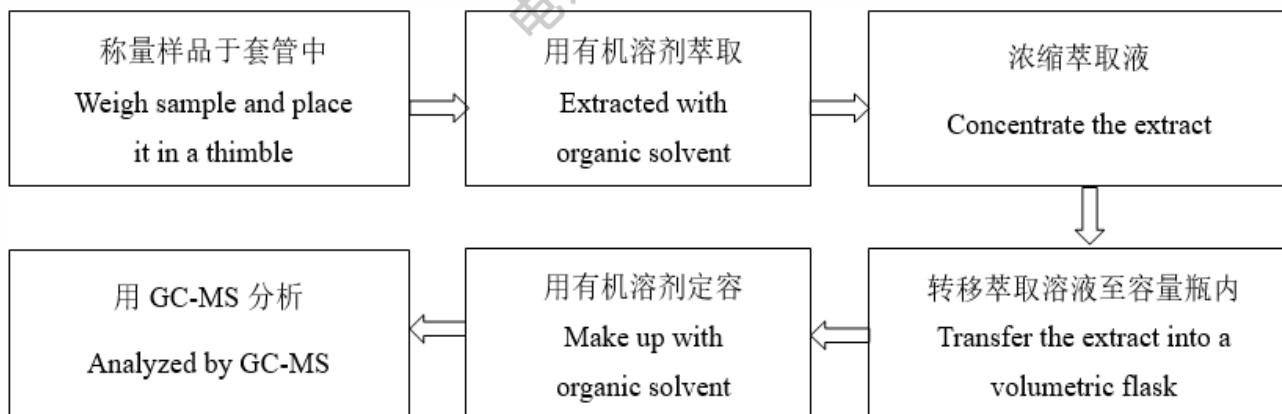 称量样品于套管中
Weigh sample and place
it in a thimble
用有机溶剂萃取
Extracted with
organic solvent
浓缩萃取液
Concentrate the extract
转移萃取溶液至容量瓶内
Transfer the extract into a
volumetric flask
用有机溶剂定容
Make up with
organic solvent
用 GC-MS 分析
Analyzed by GC-MS